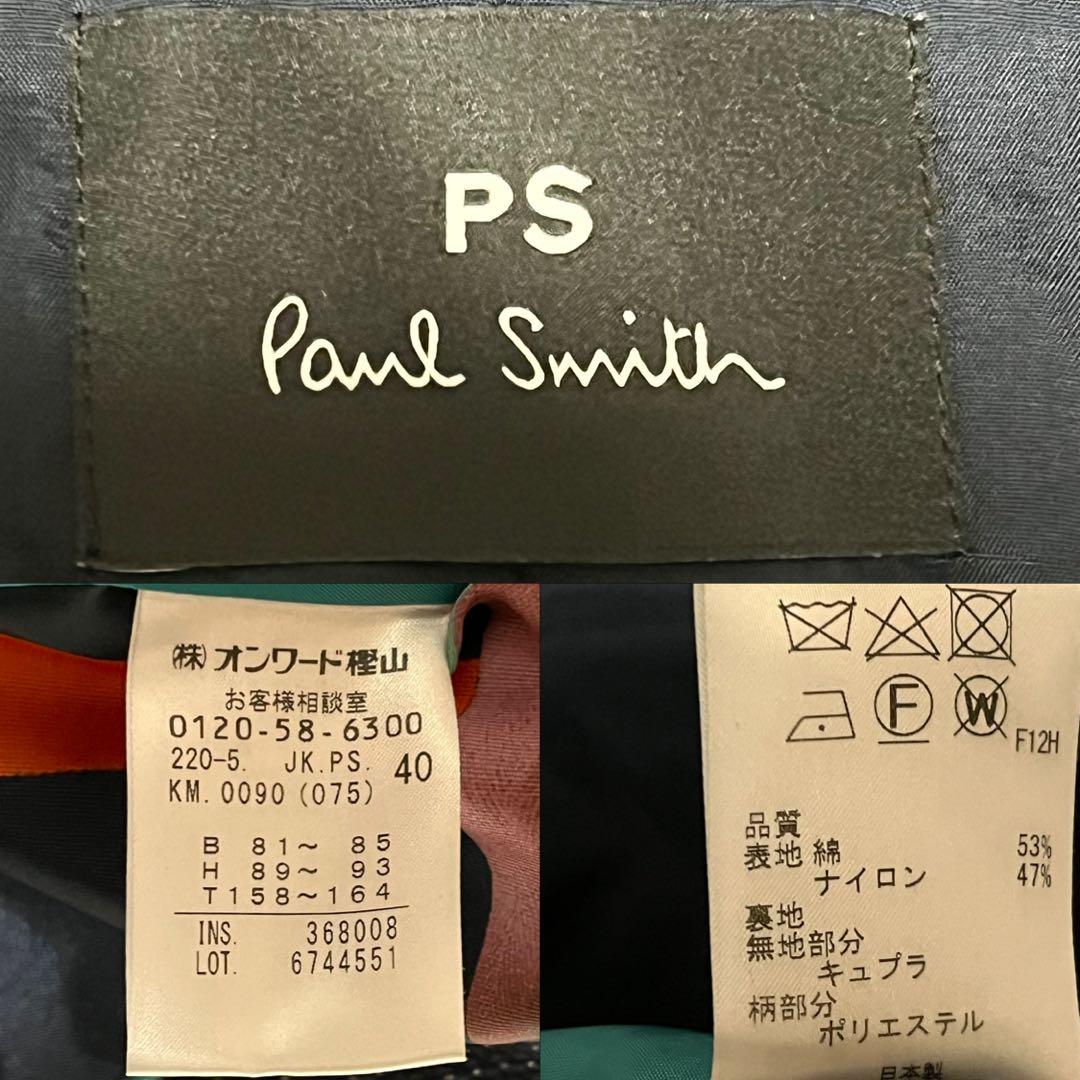 PS
Paul Smith
(株)オンワード樫山
お客様相談室
0120-58-6300
220-5. JK.PS. 40
KM.0090(075)
B 81〜 85
H 89〜 93
T158〜164
INS. 368008
LOT. 6744551
F W
F12H
品質
表地 綿 53%
ナイロン 47%
裏地
無地部分
キュプラ
柄部分
ポリエステル
日本製